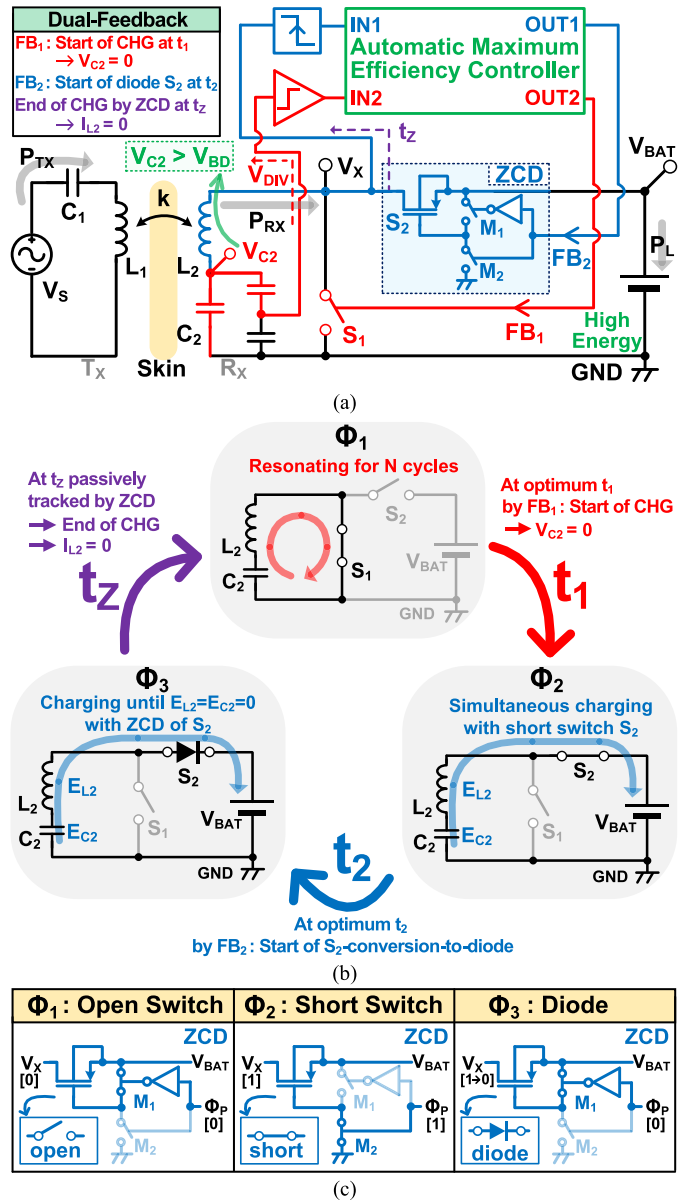 Dual-Feedback
FB1 : Start of CHG at t1
→ VC2 = 0
FB2 : Start of diode S2 at t2
End of CHG by ZCD at tZ
→ IL2 = 0
IN1
OUT1
Automatic Maximum
Efficiency Controller
IN2
OUT2
tZ
PTX
VC2 > VBD
VDIV
VX
ZCD
VBAT
C1
k
PRX
S2
M1
L1
L2
VC2
M2
FB2
PL
VS
C2
S1
FB1
High
Energy
TX
Skin
RX
GND
(a)
Φ1
Resonating for N cycles
At tZ passively
tracked by ZCD
→ End of CHG
→ IL2 = 0
tZ
S2
L2
C2
S1
VBAT
GND
At optimum t1
by FB1 : Start of CHG
→ VC2 = 0
t1
Φ3
Charging until EL2=EC2=0
with ZCD of S2
S2
EL2
L2
EC2
C2
S1
VBAT
GND
Φ2
Simultaneous charging
with short switch S2
S2
EL2
L2
EC2
C2
S1
VBAT
GND
t2
At optimum t2
by FB2 : Start of S2-conversion-to-diode
(b)
Φ1 : Open Switch
ZCD
VX
[0]
VBAT
M1
ΦP
[0]
M2
open
Φ2 : Short Switch
ZCD
VX
[1]
VBAT
M1
ΦP
[1]
M2
short
Φ3 : Diode
ZCD
VX
[1→0]
VBAT
M1
ΦP
[0]
M2
diode
(c)